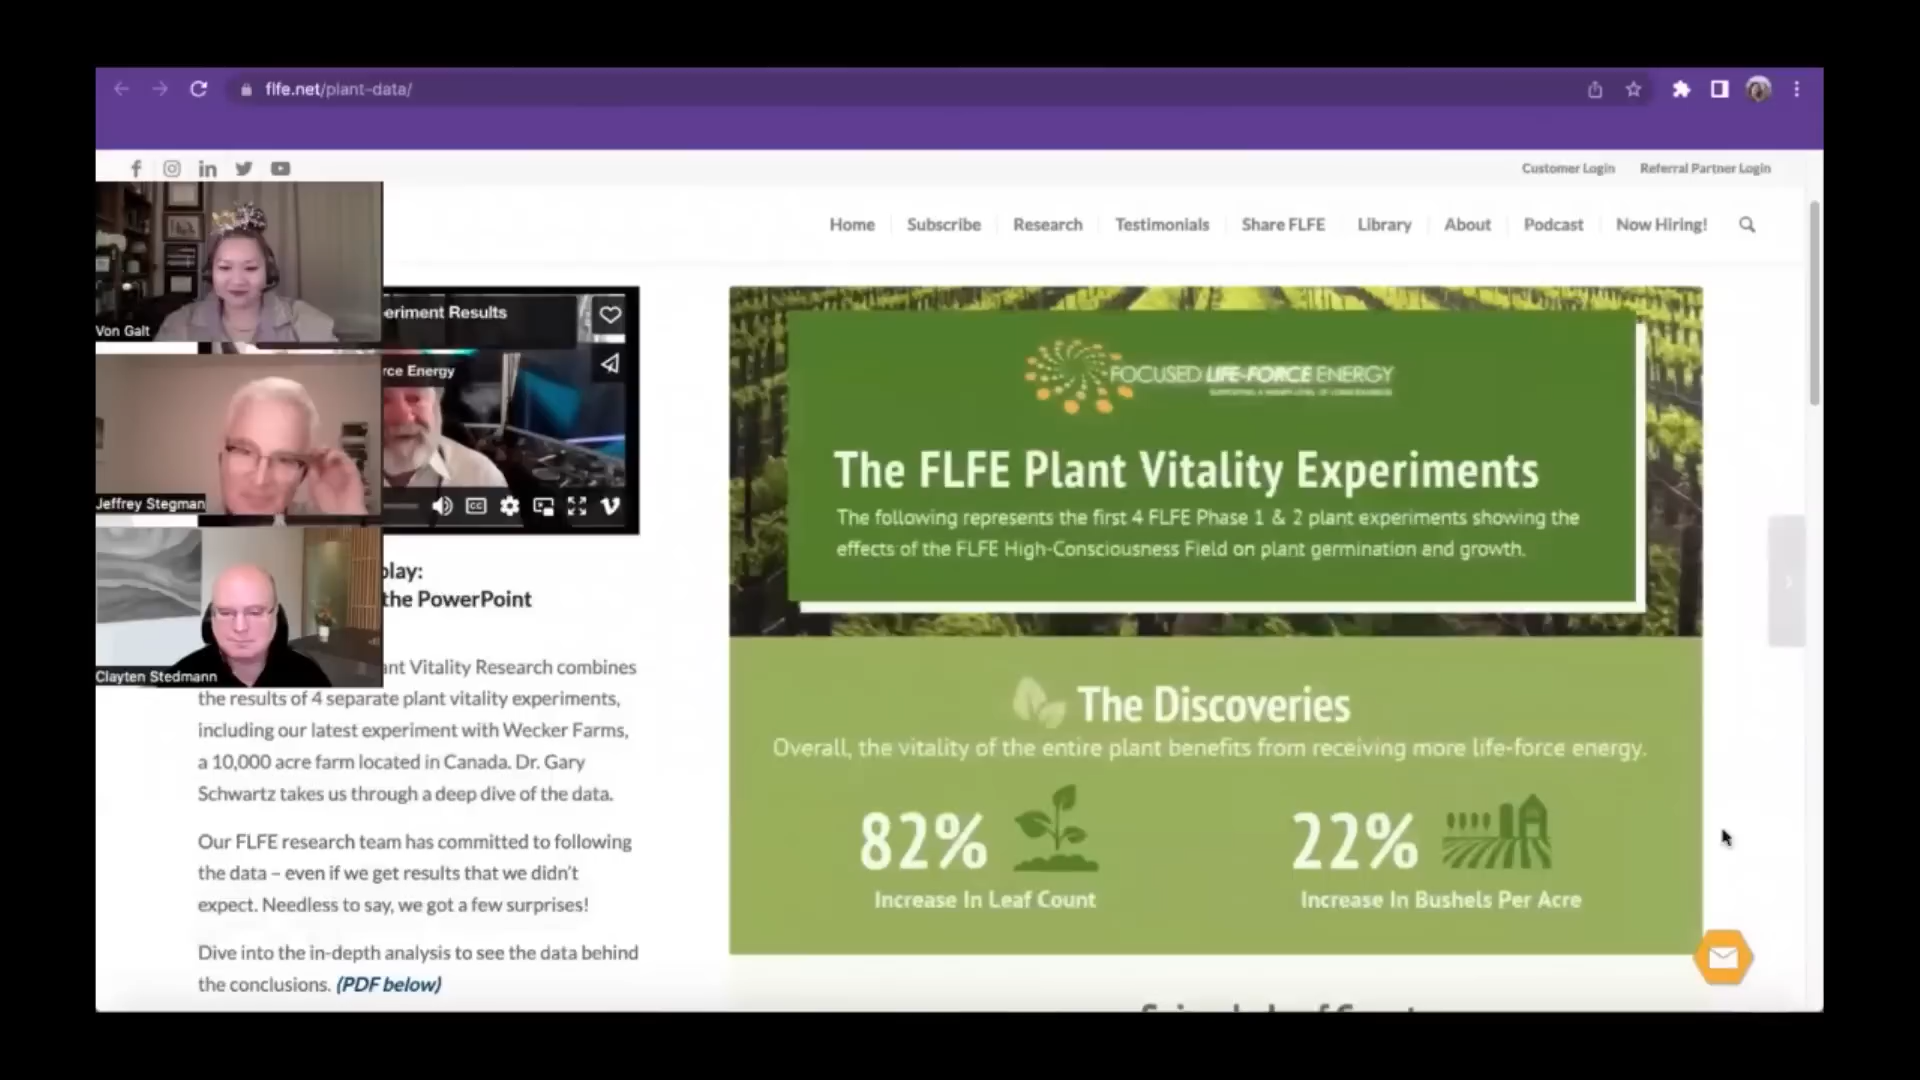 flfe.net/plant-data/
Customer Login
Referral Partner Login
Home
Subscribe
Research
Testimonials
Share FLFE
Library
About
Podcast
Now Hiring!
Von Galt
Jeffrey Stegman
Clayten Stedmann
eriment Results
rce Energy
CC
play:
the PowerPoint
ant Vitality Research combines
the results of 4 separate plant vitality experiments,
including our latest experiment with Wecker Farms,
a 10,000 acre farm located in Canada. Dr. Gary
Schwartz takes us through a deep dive of the data.
Our FLFE research team has committed to following
the data – even if we get results that we didn't
expect. Needless to say, we got a few surprises!
Dive into the in-depth analysis to see the data behind
the conclusions. (PDF below)
FOCUSED LIFE-FORCE ENERGY
The FLFE Plant Vitality Experiments
The following represents the first 4 FLFE Phase 1 & 2 plant experiments showing the
effects of the FLFE High-Consciousness Field on plant germination and growth.
The Discoveries
Overall, the vitality of the entire plant benefits from receiving more life-force energy.
82%
Increase In Leaf Count
22%
Increase In Bushels Per Acre